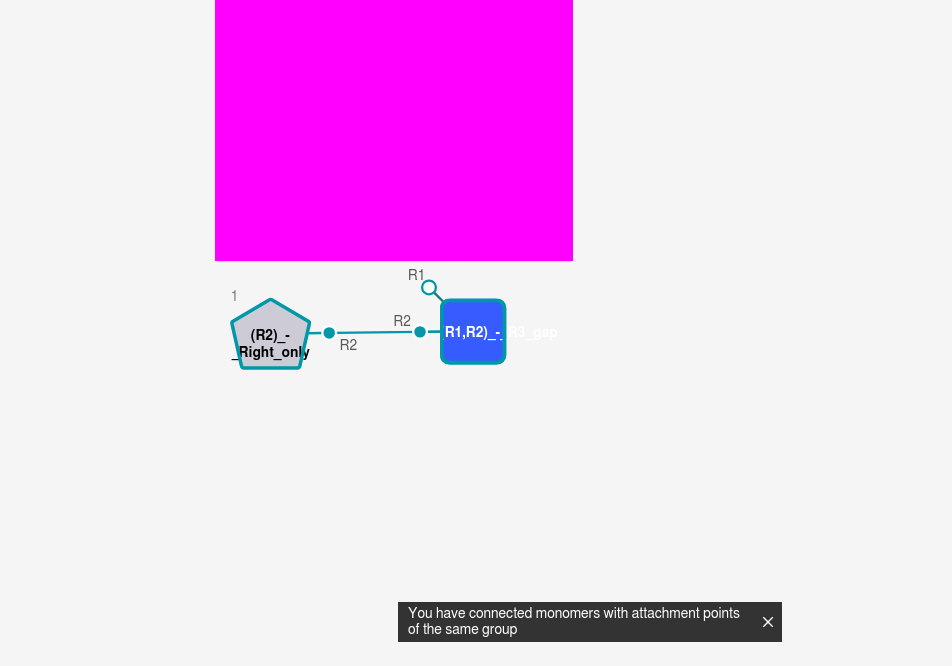 R1
1
R2
(R2)_-
_Right_only
R2
R1,R2)_-_R3_gap
You have connected monomers with attachment points
of the same group